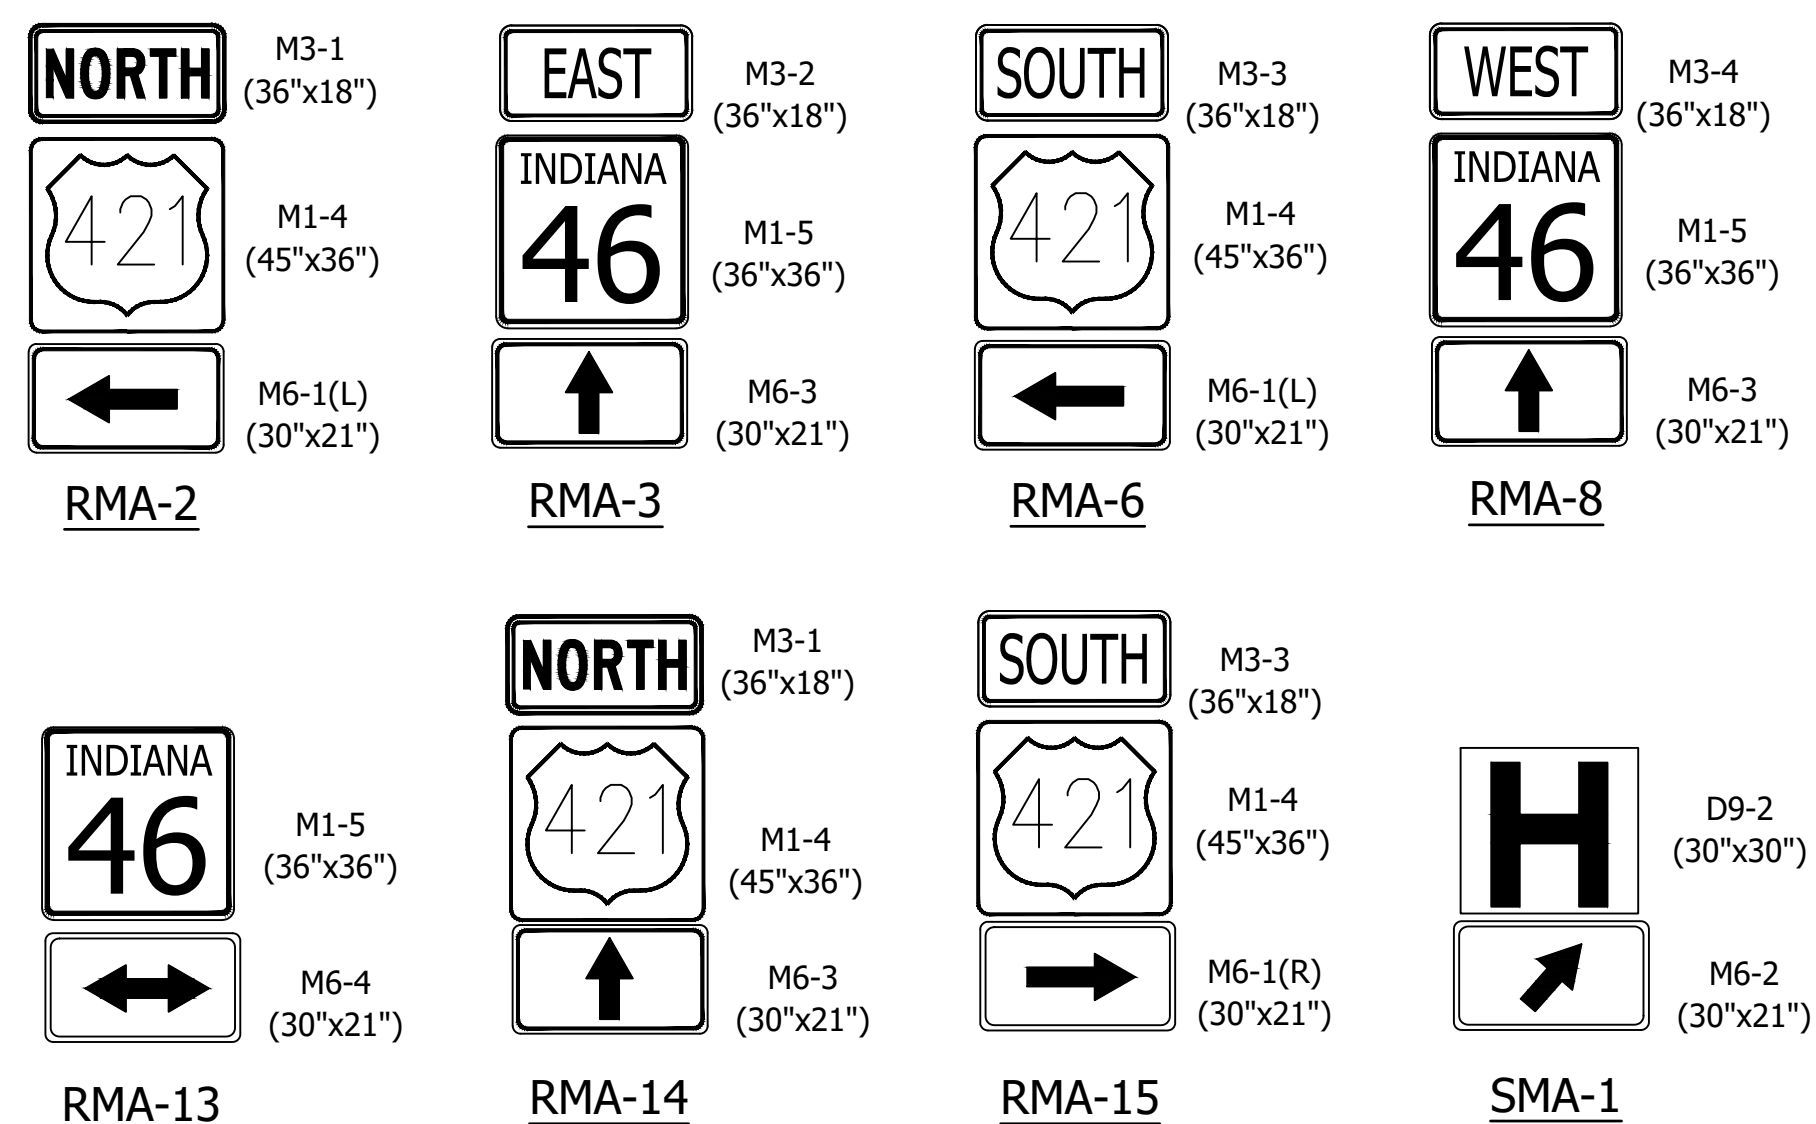 NORTH
M3-1
(36"x18")
421
M1-4
(45"x36")
M6-1(L)
(30"x21")
RMA-2
EAST
M3-2
(36"x18")
INDIANA
46
M1-5
(36"x36")
M6-3
(30"x21")
RMA-3
SOUTH
M3-3
(36"x18")
421
M1-4
(45"x36")
M6-1(L)
(30"x21")
RMA-6
WEST
M3-4
(36"x18")
INDIANA
46
M1-5
(36"x36")
M6-3
(30"x21")
RMA-8
INDIANA
46
M1-5
(36"x36")
M6-4
(30"x21")
RMA-13
NORTH
M3-1
(36"x18")
421
M1-4
(45"x36")
M6-3
(30"x21")
RMA-14
SOUTH
M3-3
(36"x18")
421
M1-4
(45"x36")
M6-1(R)
(30"x21")
RMA-15
H
D9-2
(30"x30")
M6-2
(30"x21")
SMA-1